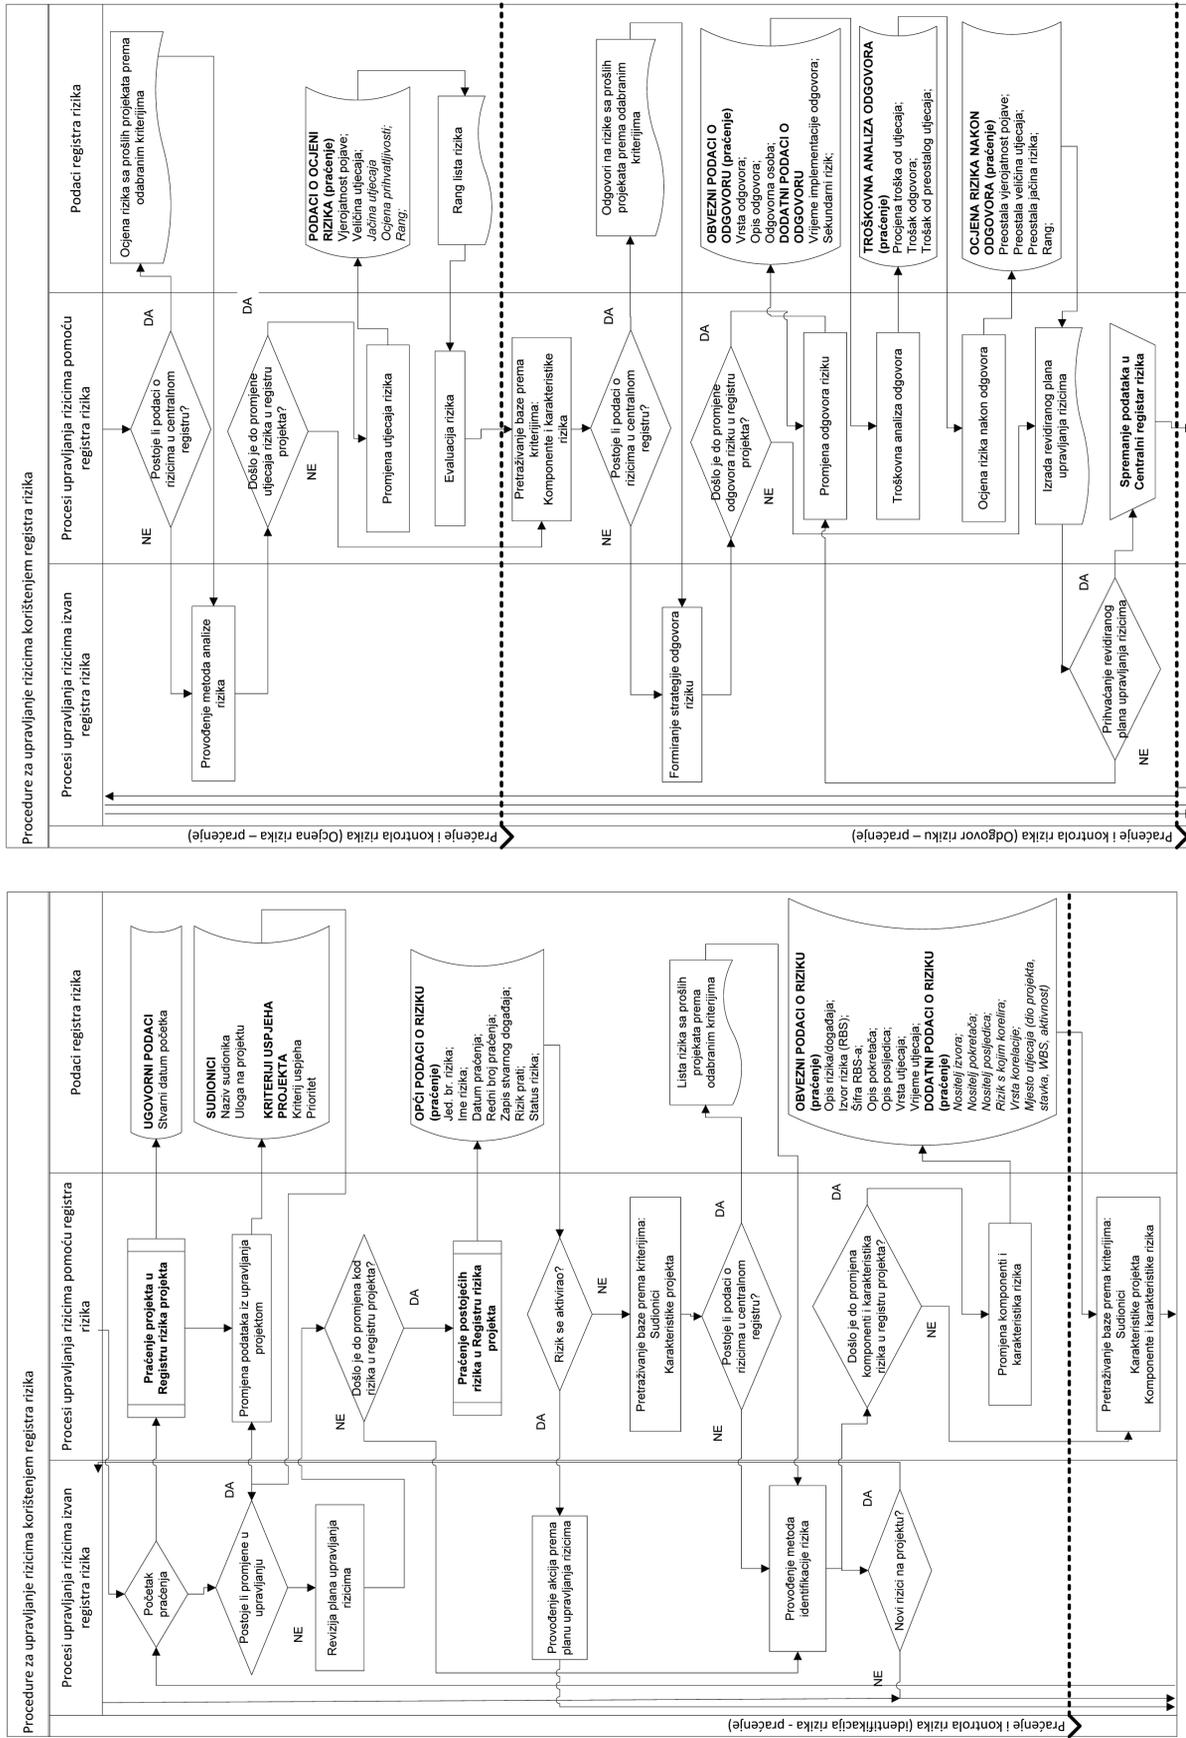 Procedure za upravljanje rizicima korištenjem registra rizika
Procesi upravljanja rizicima izvan
registra rizika
Procesi upravljanja rizicima pomoću registra
rizika
Podaci registra rizika
Praćenje i kontrola rizika (identifikacija rizika - praćenje)
Početak
praćenja
Praćenje projekta u
Registru rizika projekta
UGOVORNI PODACI
Stvarni datum početka
Postoje li promjene u
upravljanju
DA
NE
Promjena podataka iz upravljanja
projektom
SUDIONICI
Naziv sudionika
Uloga na projektu
KRITERIJI USPJEHA
PROJEKTA
Kriterij uspjeha
Prioritet
Revizija plana upravljanja
rizicima
Došlo je do promjena kod
rizika u registru projekta?
NE
DA
Praćenje postojećih
rizika u Registru rizika
projekta
OPĆI PODACI O RIZIKU
(praćenje)
Jed. br. rizika;
Ime rizika;
Datum praćenja;
Redni broj praćenja;
Zapis stvarnog događaja;
Rizik prati;
Status rizika;
Rizik se aktivirao?
DA
NE
Provođenje akcija prema
planu upravljanja rizicima
Pretraživanje baze prema kriterijima:
Sudionici
Karakteristike projekta
Postoje li podaci o
rizicima u centralnom
registru?
NE
DA
Lista rizika sa prošlih
projekata prema
odabranim kriterijima
Provođenje metoda
identifikacije rizika
Došlo je do promjena
komponenti i karakteristika
rizika u registru projekta?
DA
NE
OBVEZNI PODACI O RIZIKU
(praćenje)
Opis rizika/događaja;
Izvor rizika (RBS);
Šifra RBS-a;
Opis pokretača;
Opis posljedica;
Vrsta utjecaja;
Vrijeme utjecaja;
DODATNI PODACI O RIZIKU
(praćenje)
Nositelj izvora;
Nositelj pokretača;
Nositelj posljedica;
Rizik s kojim korelira;
Vrsta korelacije;
Mjesto utjecaja (dio projekta,
stavka, WBS, aktivnost)
Novi rizici na projektu?
DA
NE
Promjena komponenti i
karakteristika rizika
Pretraživanje baze prema kriterijima:
Sudionici
Karakteristike projekta
Komponente i karakteristike rizika
Procedure za upravljanje rizicima korištenjem registra rizika
Procesi upravljanja rizicima izvan
registra rizika
Procesi upravljanja rizicima pomoću
registra rizika
Podaci registra rizika
Praćenje i kontrola rizika (Ocjena rizika – praćenje)
Postoje li podaci o
rizicima u centralnom
registru?
NE
DA
Ocjena rizika sa prošlih projekata prema
odabranim kriterijima
Provođenje metoda analize
rizika
Došlo je do promjene
utjecaja rizika u registru
projekta?
DA
NE
Promjena utjecaja rizika
PODACI O OCJENI
RIZIKA (praćenje)
Vjerojatnost pojave;
Veličina utjecaja;
Jačina utjecaja
Ocjena prihvatljivosti;
Rang;
Evaluacija rizika
Rang lista rizika
Pretraživanje baze prema
kriterijima:
Komponente i karakteristike
rizika
Praćenje i kontrola rizika (Odgovor riziku – praćenje)
Postoje li podaci o
rizicima u centralnom
registru?
NE
DA
Odgovori na rizike sa prošlih
projekata prema odabranim
kriterijima
Formiranje strategije odgovora
riziku
Došlo je do promjene
odgovora riziku u registru
projekta?
DA
NE
OBVEZNI PODACI O
ODGOVORU (praćenje)
Vrsta odgovora;
Opis odgovora;
Odgovorna osoba;
DODATNI PODACI O
ODGOVORU
Vrijeme implementacije odgovora;
Sekundarni rizik;
Promjena odgovora riziku
Troškovna analiza odgovora
TROŠKOVNA ANALIZA ODGOVORA
(praćenje)
Procjena troška od utjecaja;
Trošak odgovora;
Trošak od preostalog utjecaja;
Ocjena rizika nakon odgovora
OCJENA RIZIKA NAKON
ODGOVORA (praćenje)
Preostala vjerojatnost pojave;
Preostala veličina utjecaja;
Preostala jačina rizika;
Rang;
Izrada revidiranog plana
upravljanja rizicima
Prihvaćanje revidiranog
plana upravljanja rizicima
DA
NE
Spremanje podataka u
Centralni registar rizika